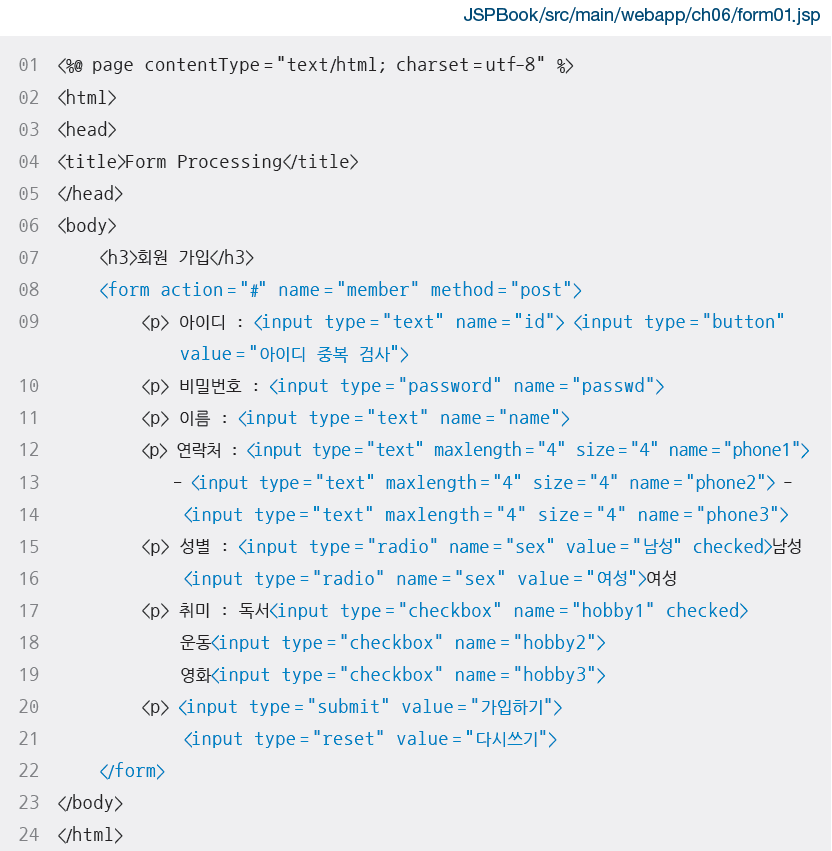 JSPBook/src/main/webapp/ch06/form01.jsp
01 <%@ page contentType="text/html; charset=utf-8" %>
02 <html>
03 <head>
04 <title>Form Processing</title>
05 </head>
06 <body>
07 <h3>회원 가입</h3>
08 <form action="#" name="member" method="post">
09 <p> 아이디 : <input type="text" name="id"> <input type="button"
value="아이디 중복 검사">
10 <p> 비밀번호 : <input type="password" name="passwd">
11 <p> 이름 : <input type="text" name="name">
12 <p> 연락처 : <input type="text" maxlength="4" size="4" name="phone1">
13 - <input type="text" maxlength="4" size="4" name="phone2"> -
14 <input type="text" maxlength="4" size="4" name="phone3">
15 <p> 성별 : <input type="radio" name="sex" value="남성" checked>남성
16 <input type="radio" name="sex" value="여성">여성
17 <p> 취미 : 독서<input type="checkbox" name="hobby1" checked>
18 운동<input type="checkbox" name="hobby2">
19 영화<input type="checkbox" name="hobby3">
20 <p> <input type="submit" value="가입하기">
21 <input type="reset" value="다시쓰기">
22 </form>
23 </body>
24 </html>